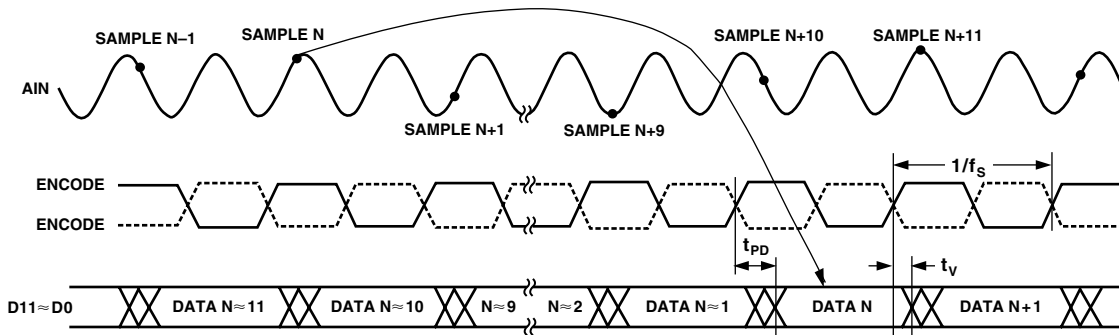 SAMPLE N–1
SAMPLE N
SAMPLE N+10
SAMPLE N+11
AIN
SAMPLE N+1
SAMPLE N+9
ENCODE
1/fS
ENCODE
tPD
tV
D11≈D0
DATA N≈11
DATA N≈10
N≈9
N≈2
DATA N≈1
DATA N
DATA N+1